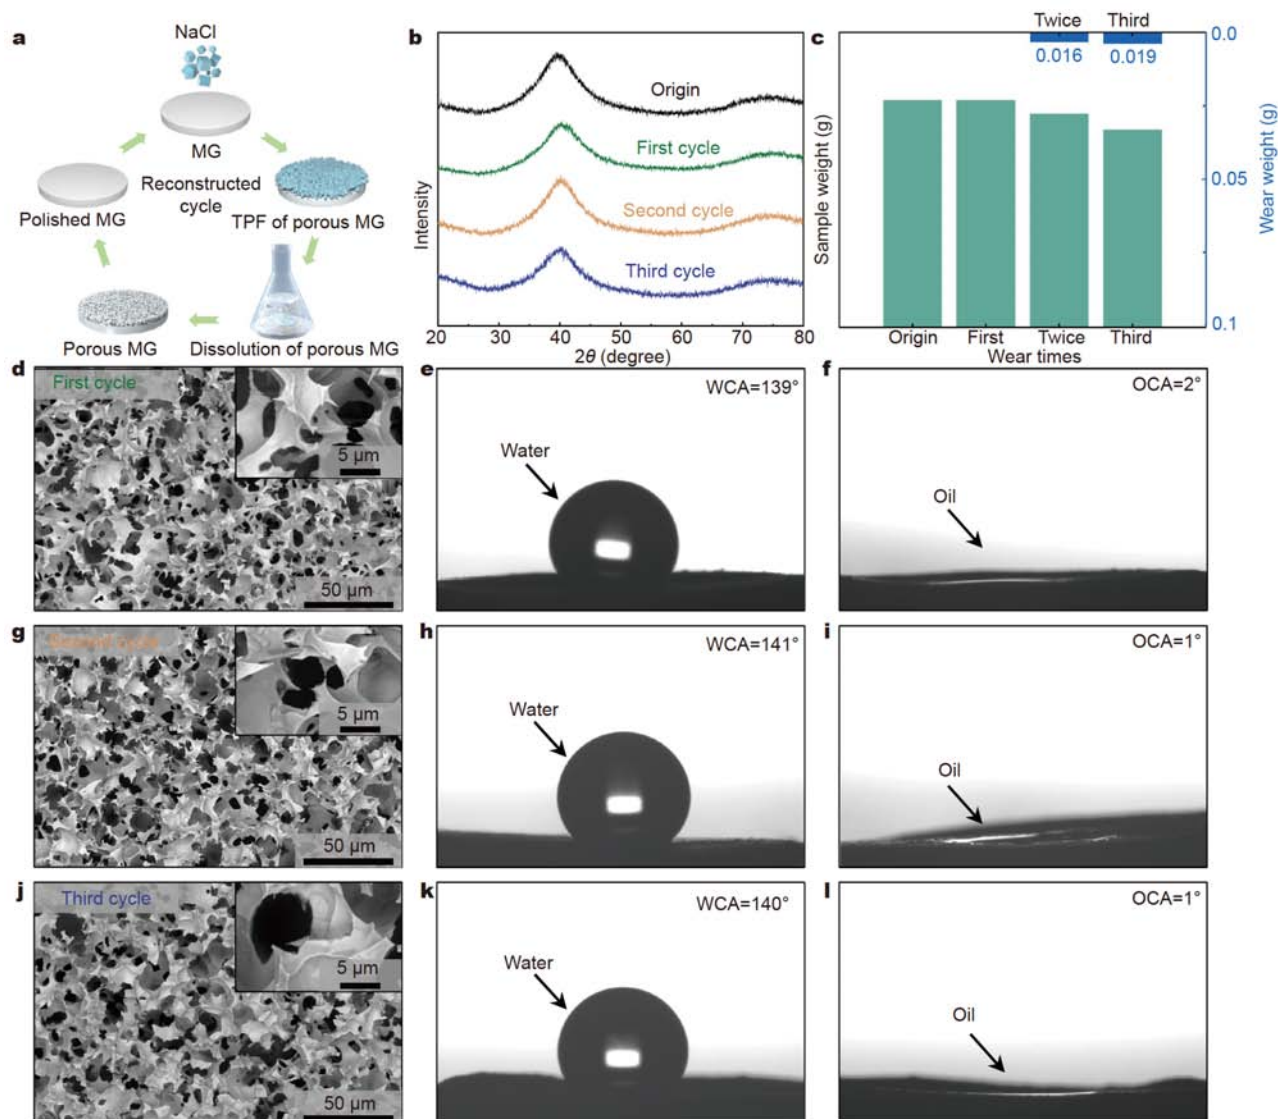 a
NaCl
MG
Reconstructed
cycle
Polished MG
TPF of porous MG
Porous MG
Dissolution of porous MG
b
Intensity
Origin
First cycle
Second cycle
Third cycle
20 30 40 50 60 70 80
2θ (degree)
c
Twice Third
0.016 0.019
Sample weight (g)
0.0
0.05
0.1
Wear weight (g)
Origin First Twice Third
Wear times
d
First cycle
5 µm
50 µm
e
WCA=139°
Water
f
OCA=2°
Oil
g
Second cycle
5 µm
50 µm
h
WCA=141°
Water
i
OCA=1°
Oil
j
Third cycle
5 µm
50 µm
k
WCA=140°
Water
l
OCA=1°
Oil